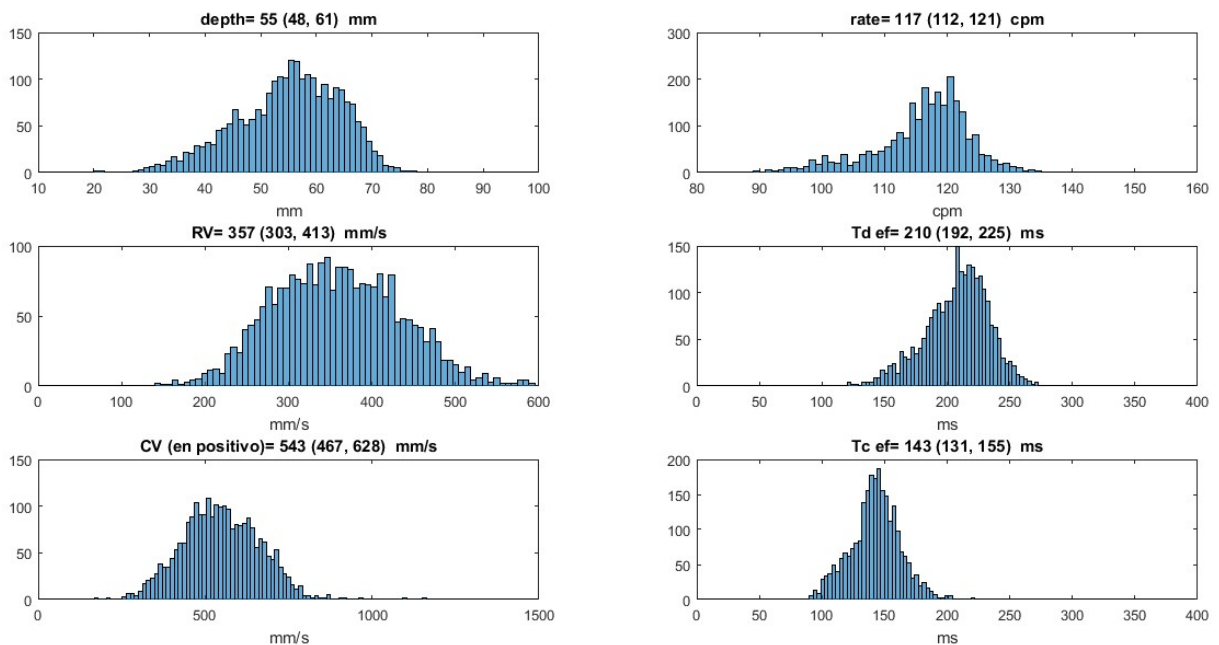 depth= 55 (48, 61) mm
150
100
50
0
10 20 30 40 50 60 70 80 90 100
mm
rate= 117 (112, 121) cpm
300
200
100
0
80 90 100 110 120 130 140 150 160
cpm
RV= 357 (303, 413) mm/s
100
50
0
0 100 200 300 400 500 600
mm/s
Td ef= 210 (192, 225) ms
150
100
50
0
0 50 100 150 200 250 300 350 400
ms
CV (en positivo)= 543 (467, 628) mm/s
150
100
50
0
0 500 1000 1500
mm/s
Tc ef= 143 (131, 155) ms
200
150
100
50
0
0 50 100 150 200 250 300 350 400
ms